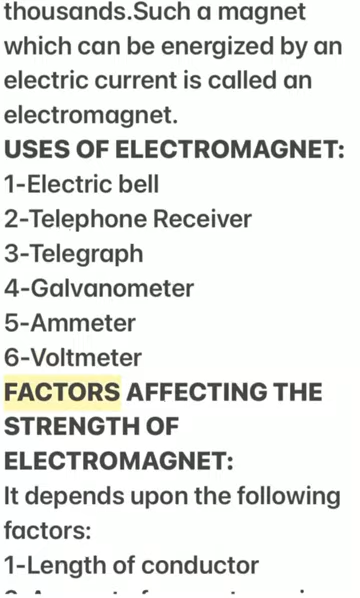 thousands.Such a magnet
which can be energized by an
electric current is called an
electromagnet.
USES OF ELECTROMAGNET:
1-Electric bell
2-Telephone Receiver
3-Telegraph
4-Galvanometer
5-Ammeter
6-Voltmeter
FACTORS AFFECTING THE
STRENGTH OF
ELECTROMAGNET:
It depends upon the following
factors:
1-Length of conductor